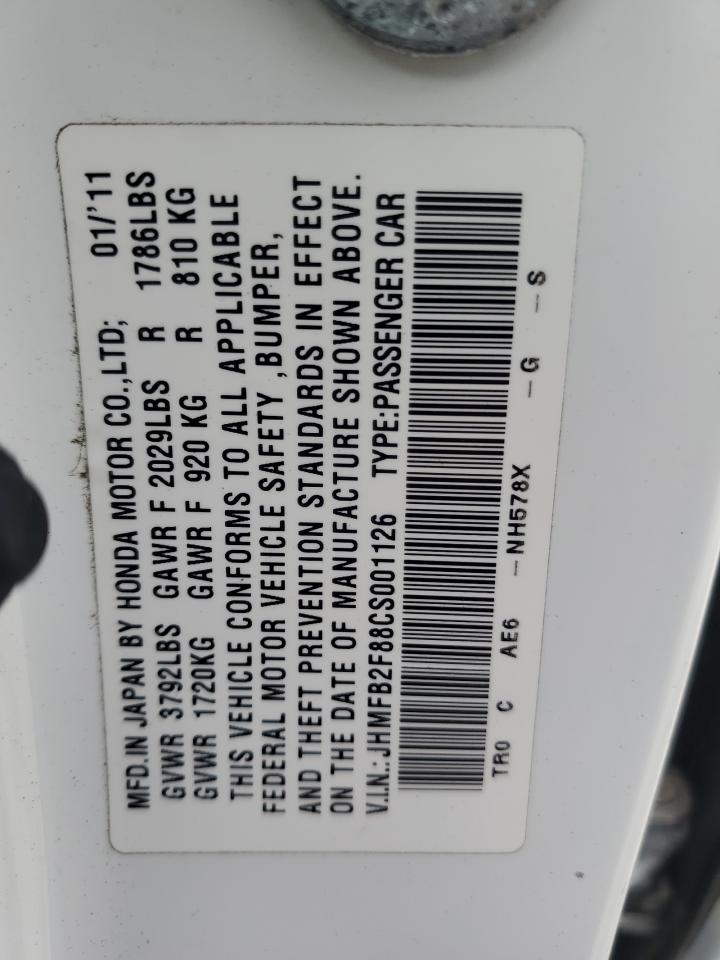 MFD.IN JAPAN BY HONDA MOTOR CO.,LTD; 01/'11
GVWR 3792LBS GAWR F 2029LBS R 1786LBS
GVWR 1720KG GAWR F 920 KG R 810 KG
THIS VEHICLE CONFORMS TO ALL APPLICABLE
FEDERAL MOTOR VEHICLE SAFETY ,BUMPER,
AND THEFT PREVENTION STANDARDS IN EFFECT
ON THE DATE OF MANUFACTURE SHOWN ABOVE.
V.I.N.: JHMFB2F88CS001126 TYPE:PASSENGER CAR
TR0 C AE6 -NH578X -G -S